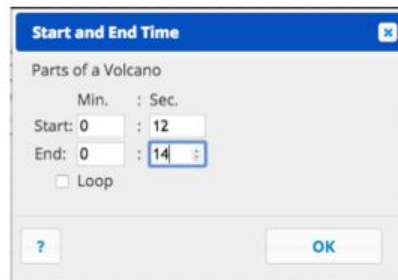 Start and End Time
Parts of a Volcano
Min. : Sec.
Start: 0 : 12
End: 0 : 14
Loop
? OK